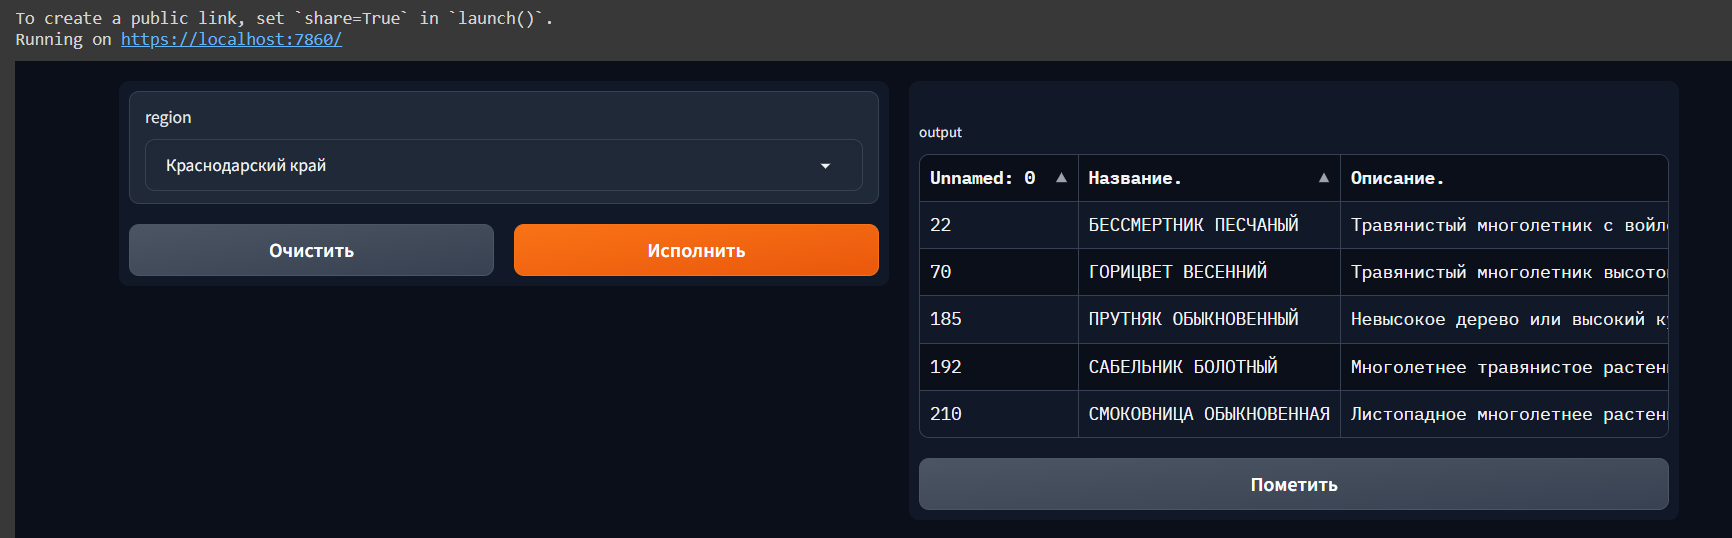 To create a public link, set `share=True` in `launch()`.
Running on https://localhost:7860/
region
Краснодарский край
Очистить
Исполнить
output
Unnamed: 0 Название. Описание.
22 БЕССМЕРТНИК ПЕСЧАНЫЙ Травянистый многолетник с
70 ГОРИЦВЕТ ВЕСЕННИЙ Травянистый многолетник
185 ПРУТНЯК ОБЫКНОВЕННЫЙ Невысокое дерево или высокий
192 САБЕЛЬНИК БОЛОТНЫЙ Многолетнее травянистое
210 СМОКОВНИЦА ОБЫКНОВЕННАЯ Листопадное многолетнее
Пометить